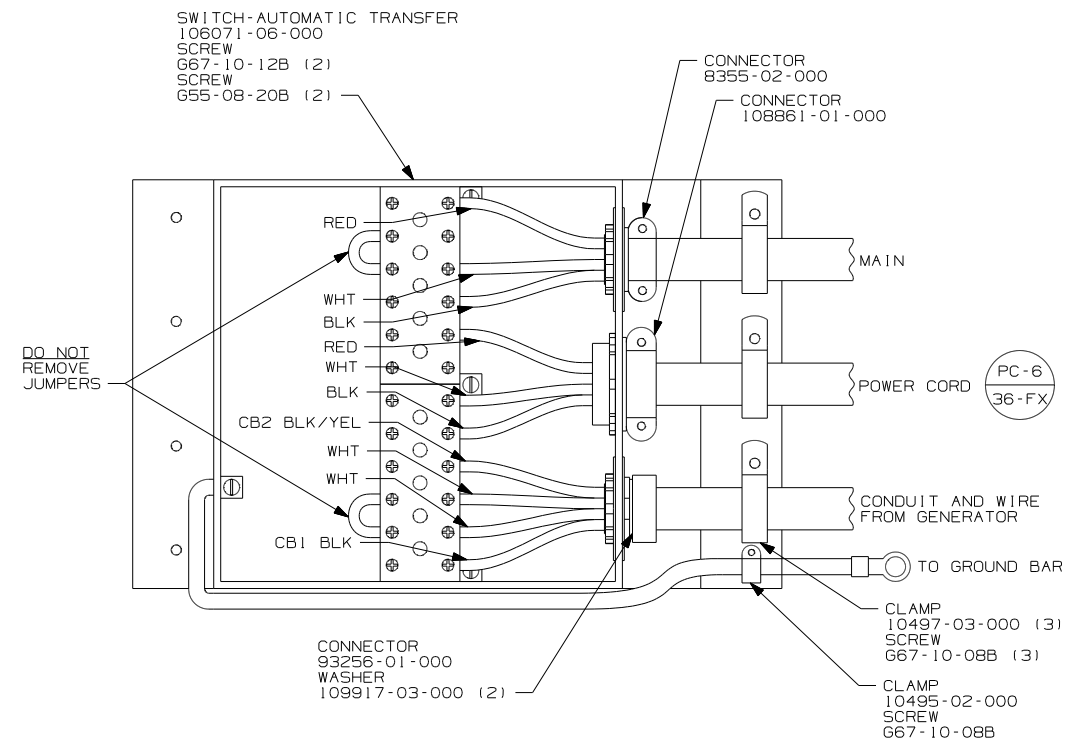 SWITCH-AUTOMATIC TRANSFER
106071-06-000
SCREW
G67-10-12B (2)
SCREW
G55-08-20B (2)
CONNECTOR
8355-02-000
CONNECTOR
108861-01-000
RED
WHT
BLK
RED
WHT
BLK
CB2 BLK/YEL
WHT
WHT
CB1 BLK
DO NOT
REMOVE
JUMPERS
MAIN
POWER CORD
PC-6
36-FX
CONDUIT AND WIRE
FROM GENERATOR
TO GROUND BAR
CLAMP
10497-03-000 (3)
SCREW
G67-10-08B (3)
CLAMP
10495-02-000
SCREW
G67-10-08B
CONNECTOR
93256-01-000
WASHER
109917-03-000 (2)